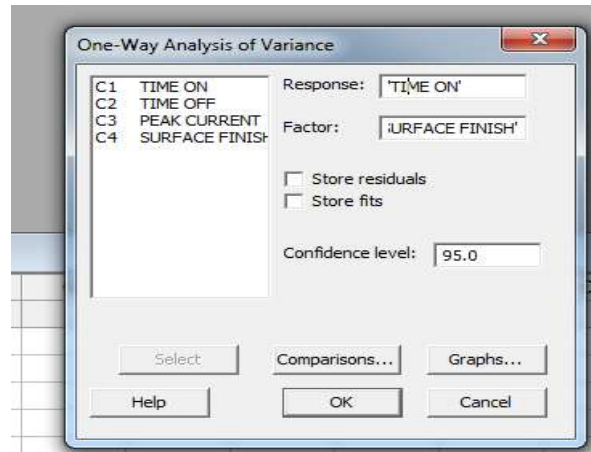 One-Way Analysis of Variance
C1 TIME ON
C2 TIME OFF
C3 PEAK CURRENT
C4 SURFACE FINISH
Response: 'TIME ON'
Factor: URFACE FINISH'
Store residuals
Store fits
Confidence level: 95.0
Select Comparisons... Graphs...
Help OK Cancel